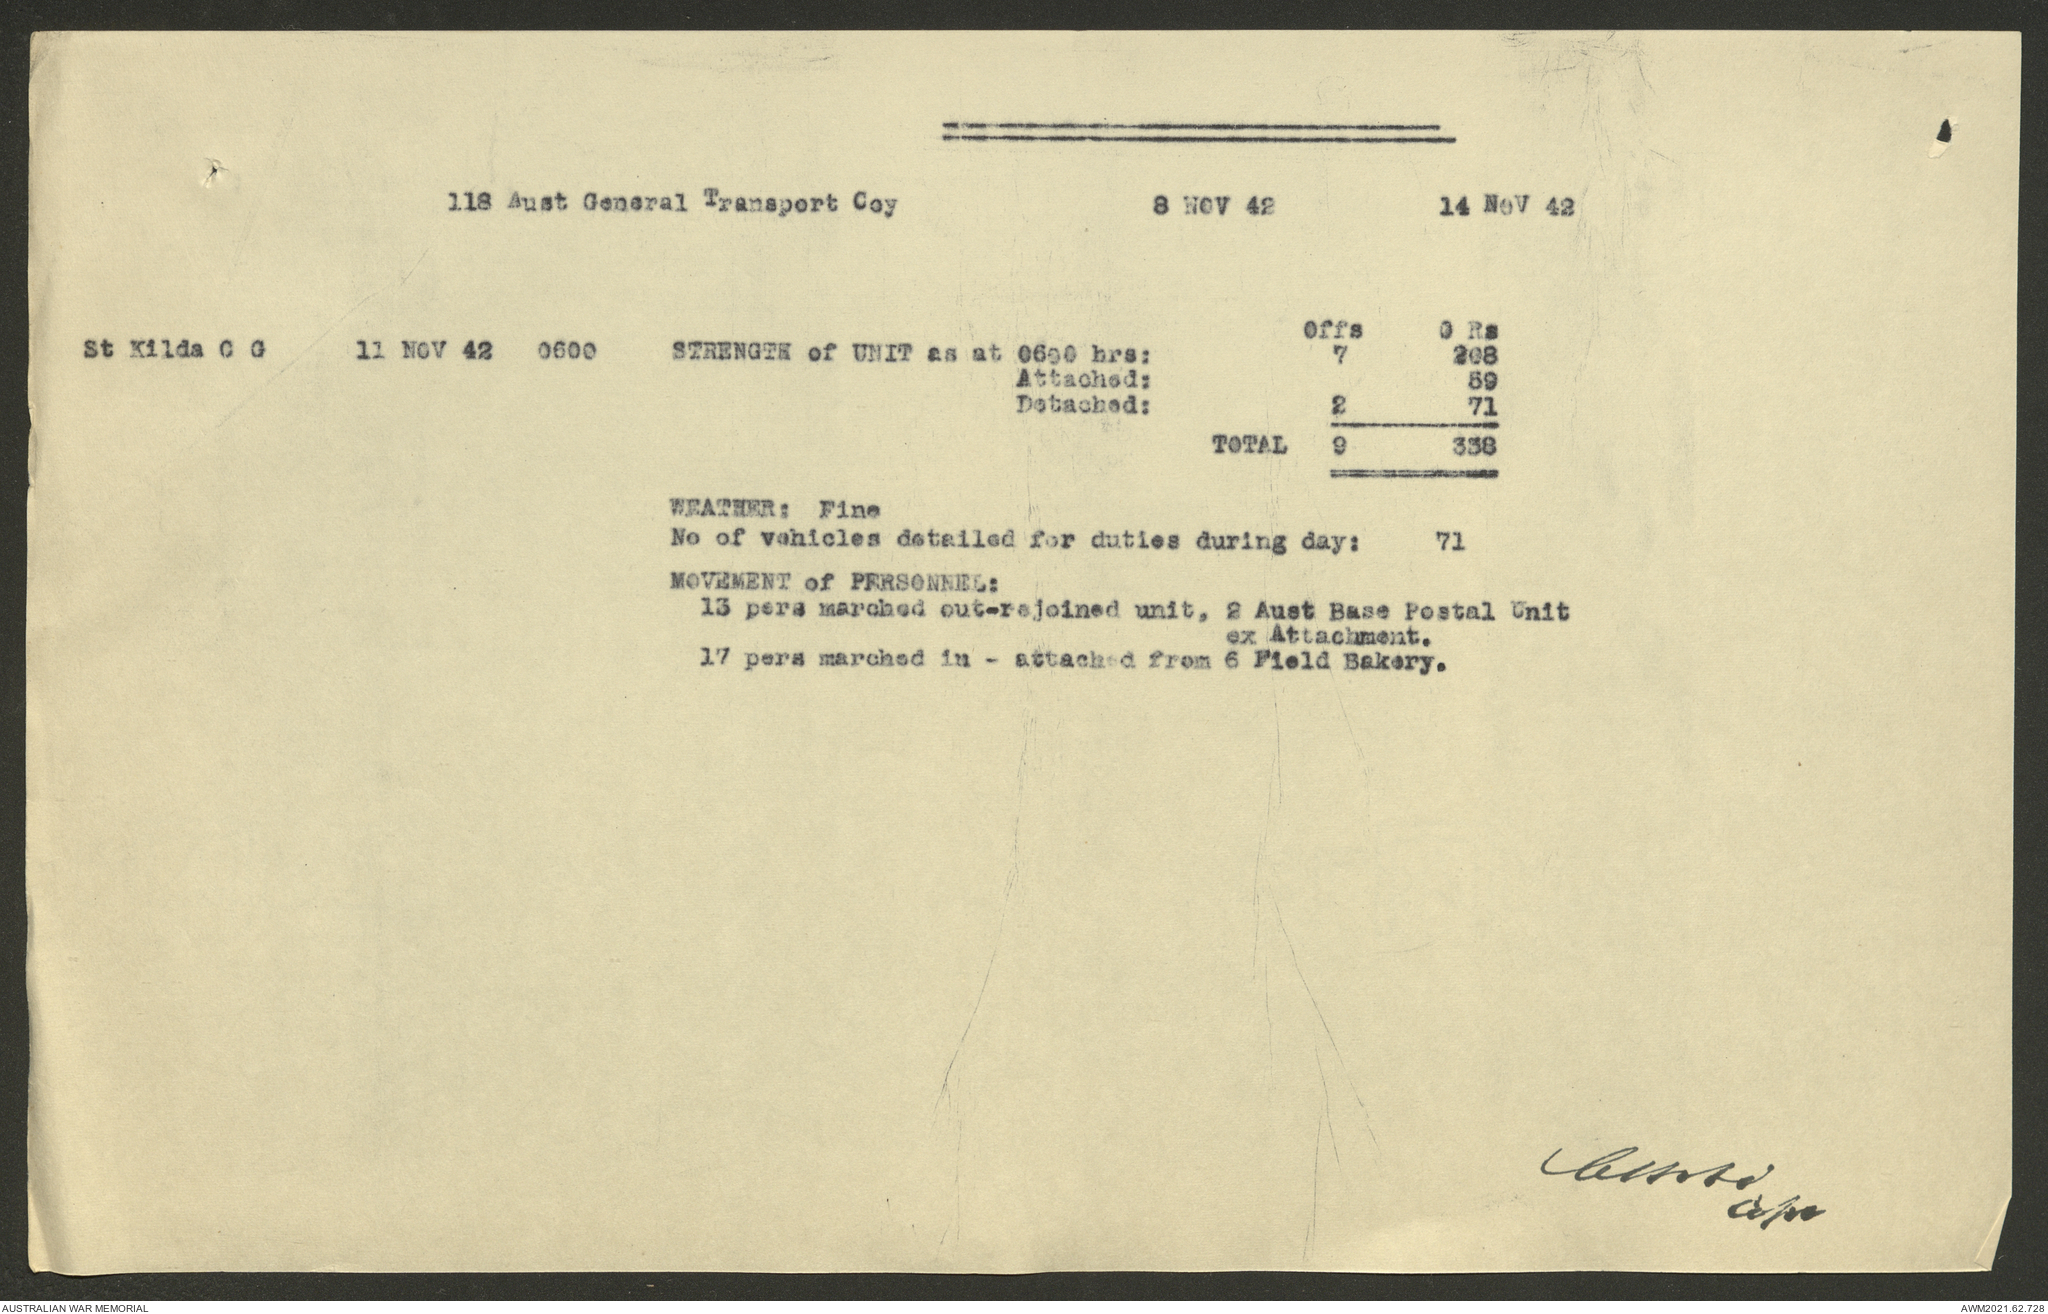 118 Aust General Transport Coy 8 NOV 42 14 NOV 42
Offs O Rs
St Kilda C G 11 NOV 42 0600 STRENGTH of UNIT as at 0600 hrs: 7 208
Attached: 59
Detached: 2 71
TOTAL 9 338
WEATHER: Fine
No of vehicles detailed for duties during day: 71
MOVEMENT of PERSONNEL:
13 pers marched out-rejoined unit, 2 Aust Base Postal Unit
ex Attachment.
17 pers marched in - attached from 6 Field Bakery.
AUSTRALIAN WAR MEMORIAL
AWM2021.62.728